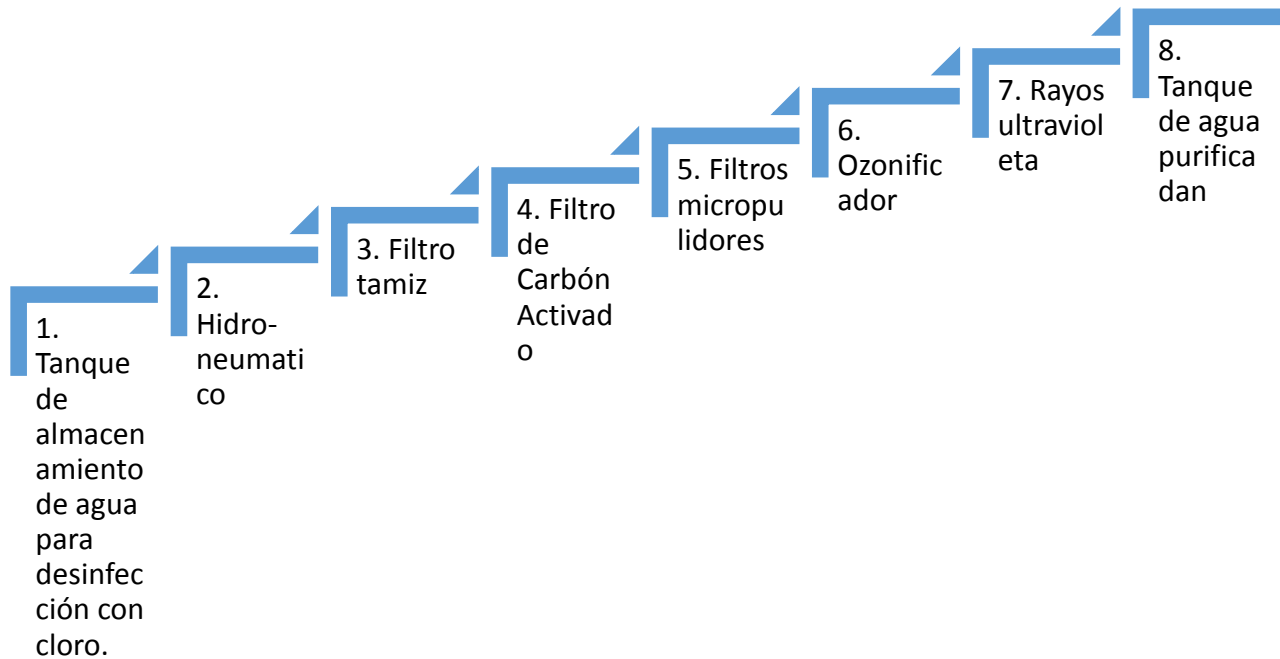 1.
Tanque
de
almacen
amiento
de agua
para
desinfec
ción con
cloro.
2.
Hidro-
neumati
co
3. Filtro
tamiz
4. Filtro
de
Carbón
Activad
o
5. Filtros
micropu
lidores
6.
Ozonific
ador
7. Rayos
ultraviol
eta
8.
Tanque
de agua
purifica
dan